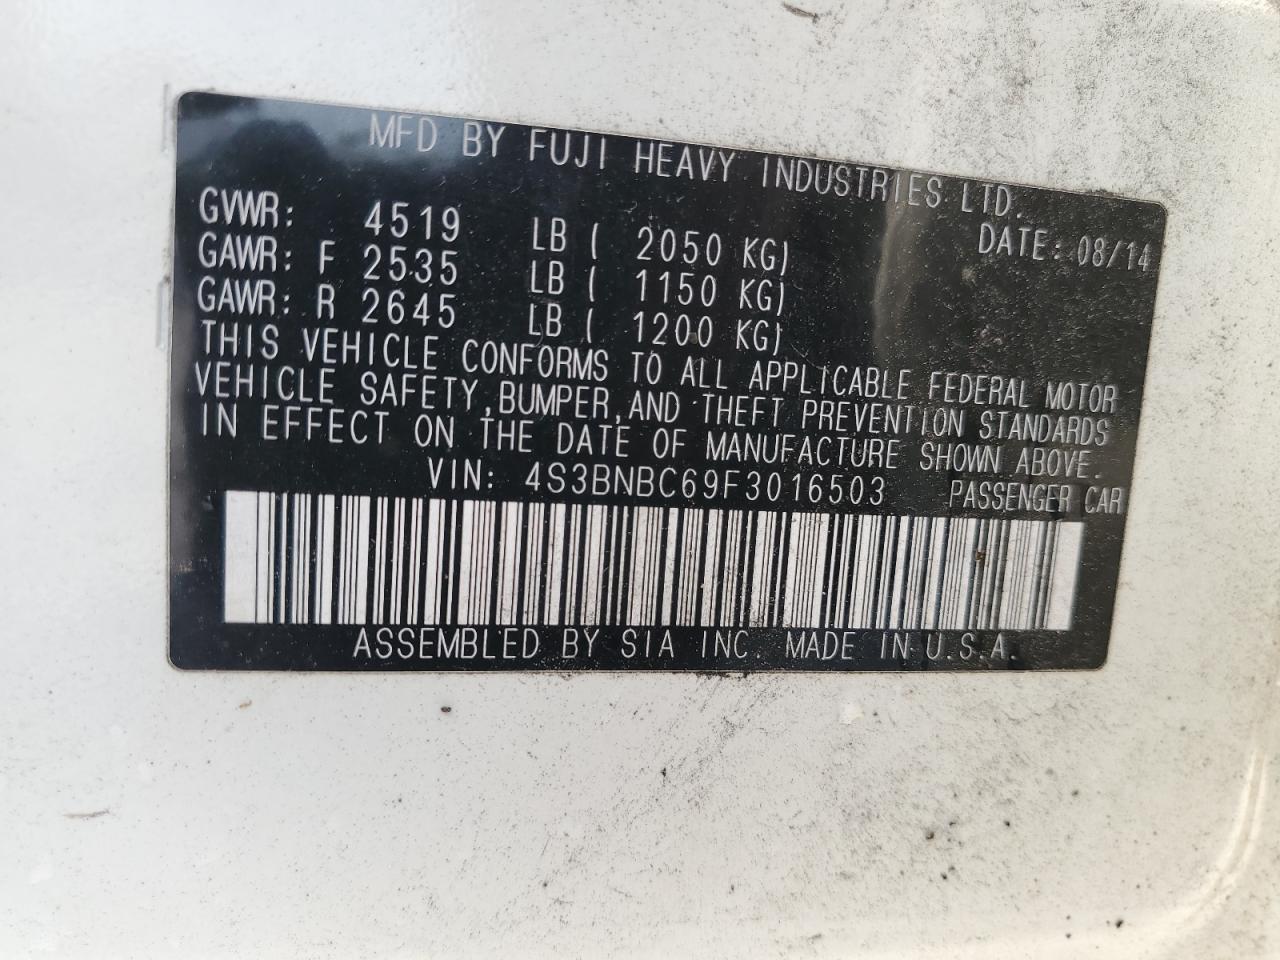 MFD BY FUJI HEAVY INDUSTRIES LTD.
GVWR: 4519 LB ( 2050 KG) DATE: 08/14
GAWR: F 2535 LB ( 1150 KG)
GAWR: R 2645 LB ( 1200 KG)
THIS VEHICLE CONFORMS TO ALL APPLICABLE FEDERAL MOTOR
VEHICLE SAFETY, BUMPER, AND THEFT PREVENTION STANDARDS
IN EFFECT ON THE DATE OF MANUFACTURE SHOWN ABOVE.
VIN: 4S3BNBC69F3016503 PASSENGER CAR
ASSEMBLED BY SIA INC. MADE IN U.S.A.